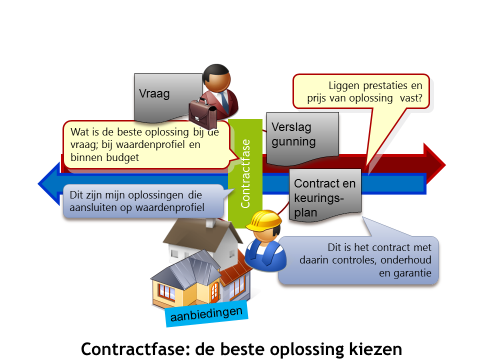 Vraag
Liggen prestaties en
prijs van oplossing vast?
Verslag
gunning
Wat is de beste oplossing bij de
vraag; bij waardenprofiel en
binnen budget
Contractfase
Contract en
keurings-
plan
Dit zijn mijn oplossingen die
aansluiten op waardenprofiel
Dit is het contract met
daarin controles, onderhoud
en garantie
aanbiedingen
Contractfase: de beste oplossing kiezen